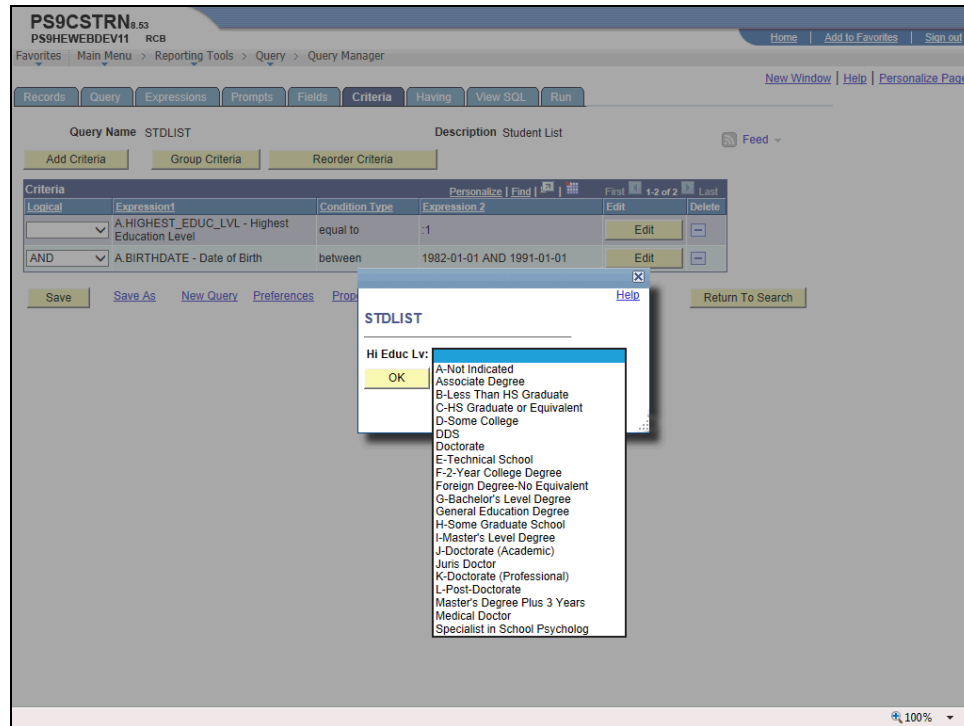 PS9CSTRN8.53
PS9HEWEBDEV11 RCB
Home | Add to Favorites | Sign out
Favorites | Main Menu > Reporting Tools > Query > Query Manager
New Window | Help | Personalize Page
Records Query Expressions Prompts Fields Criteria Having View SQL Run
Query Name STDLIST Description Student List
Feed
Add Criteria Group Criteria Reorder Criteria
Criteria Personalize | Find | | First 1-2 of 2 Last
Logical Expression1 Condition Type Expression 2 Edit Delete
A.HIGHEST_EDUC_LVL - Highest Education Level equal to :1 Edit
AND A.BIRTHDATE - Date of Birth between 1982-01-01 AND 1991-01-01 Edit
Save Save As New Query Preferences Prop Return To Search
Help
STDLIST
Hi Educ Lv:
OK
A-Not Indicated
Associate Degree
B-Less Than HS Graduate
C-HS Graduate or Equivalent
D-Some College
DDS
Doctorate
E-Technical School
F-2-Year College Degree
Foreign Degree-No Equivalent
G-Bachelor's Level Degree
General Education Degree
H-Some Graduate School
I-Master's Level Degree
J-Doctorate (Academic)
Juris Doctor
K-Doctorate (Professional)
L-Post-Doctorate
Master's Degree Plus 3 Years
Medical Doctor
Specialist in School Psycholog
100%